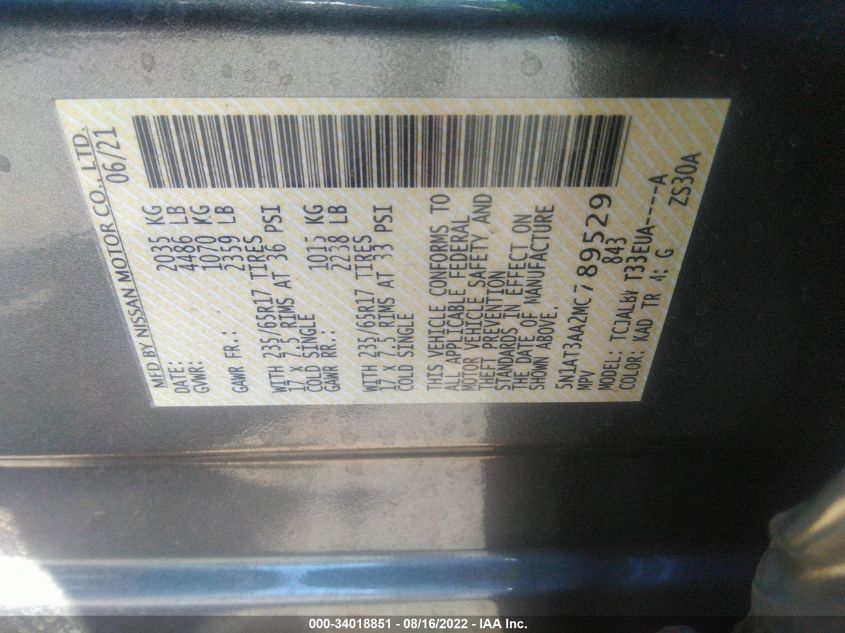 MFD BY NISSAN MOTOR CO., LTD.
DATE: 06/21
GVWR: 2035 KG
4486 LB
GAWR FR.: 1070 KG
2359 LB
WITH 235/65R17 TIRES
17 X 7.5 RIMS AT 36 PSI
COLD SINGLE
GAWR RR.: 1015 KG
2238 LB
WITH 235/65R17 TIRES
17 X 7.5 RIMS AT 33 PSI
COLD SINGLE
THIS VEHICLE CONFORMS TO
ALL APPLICABLE FEDERAL
MOTOR VEHICLE SAFETY AND
THEFT PREVENTION
STANDARDS IN EFFECT ON
THE DATE OF MANUFACTURE
SHOWN ABOVE.
5N1AT3AA2MC789529
MPV 843
MODEL: T33EUA-----A
COLOR: KAD TR G ZS30A
000-34018851 - 08/16/2022 - IAA Inc.